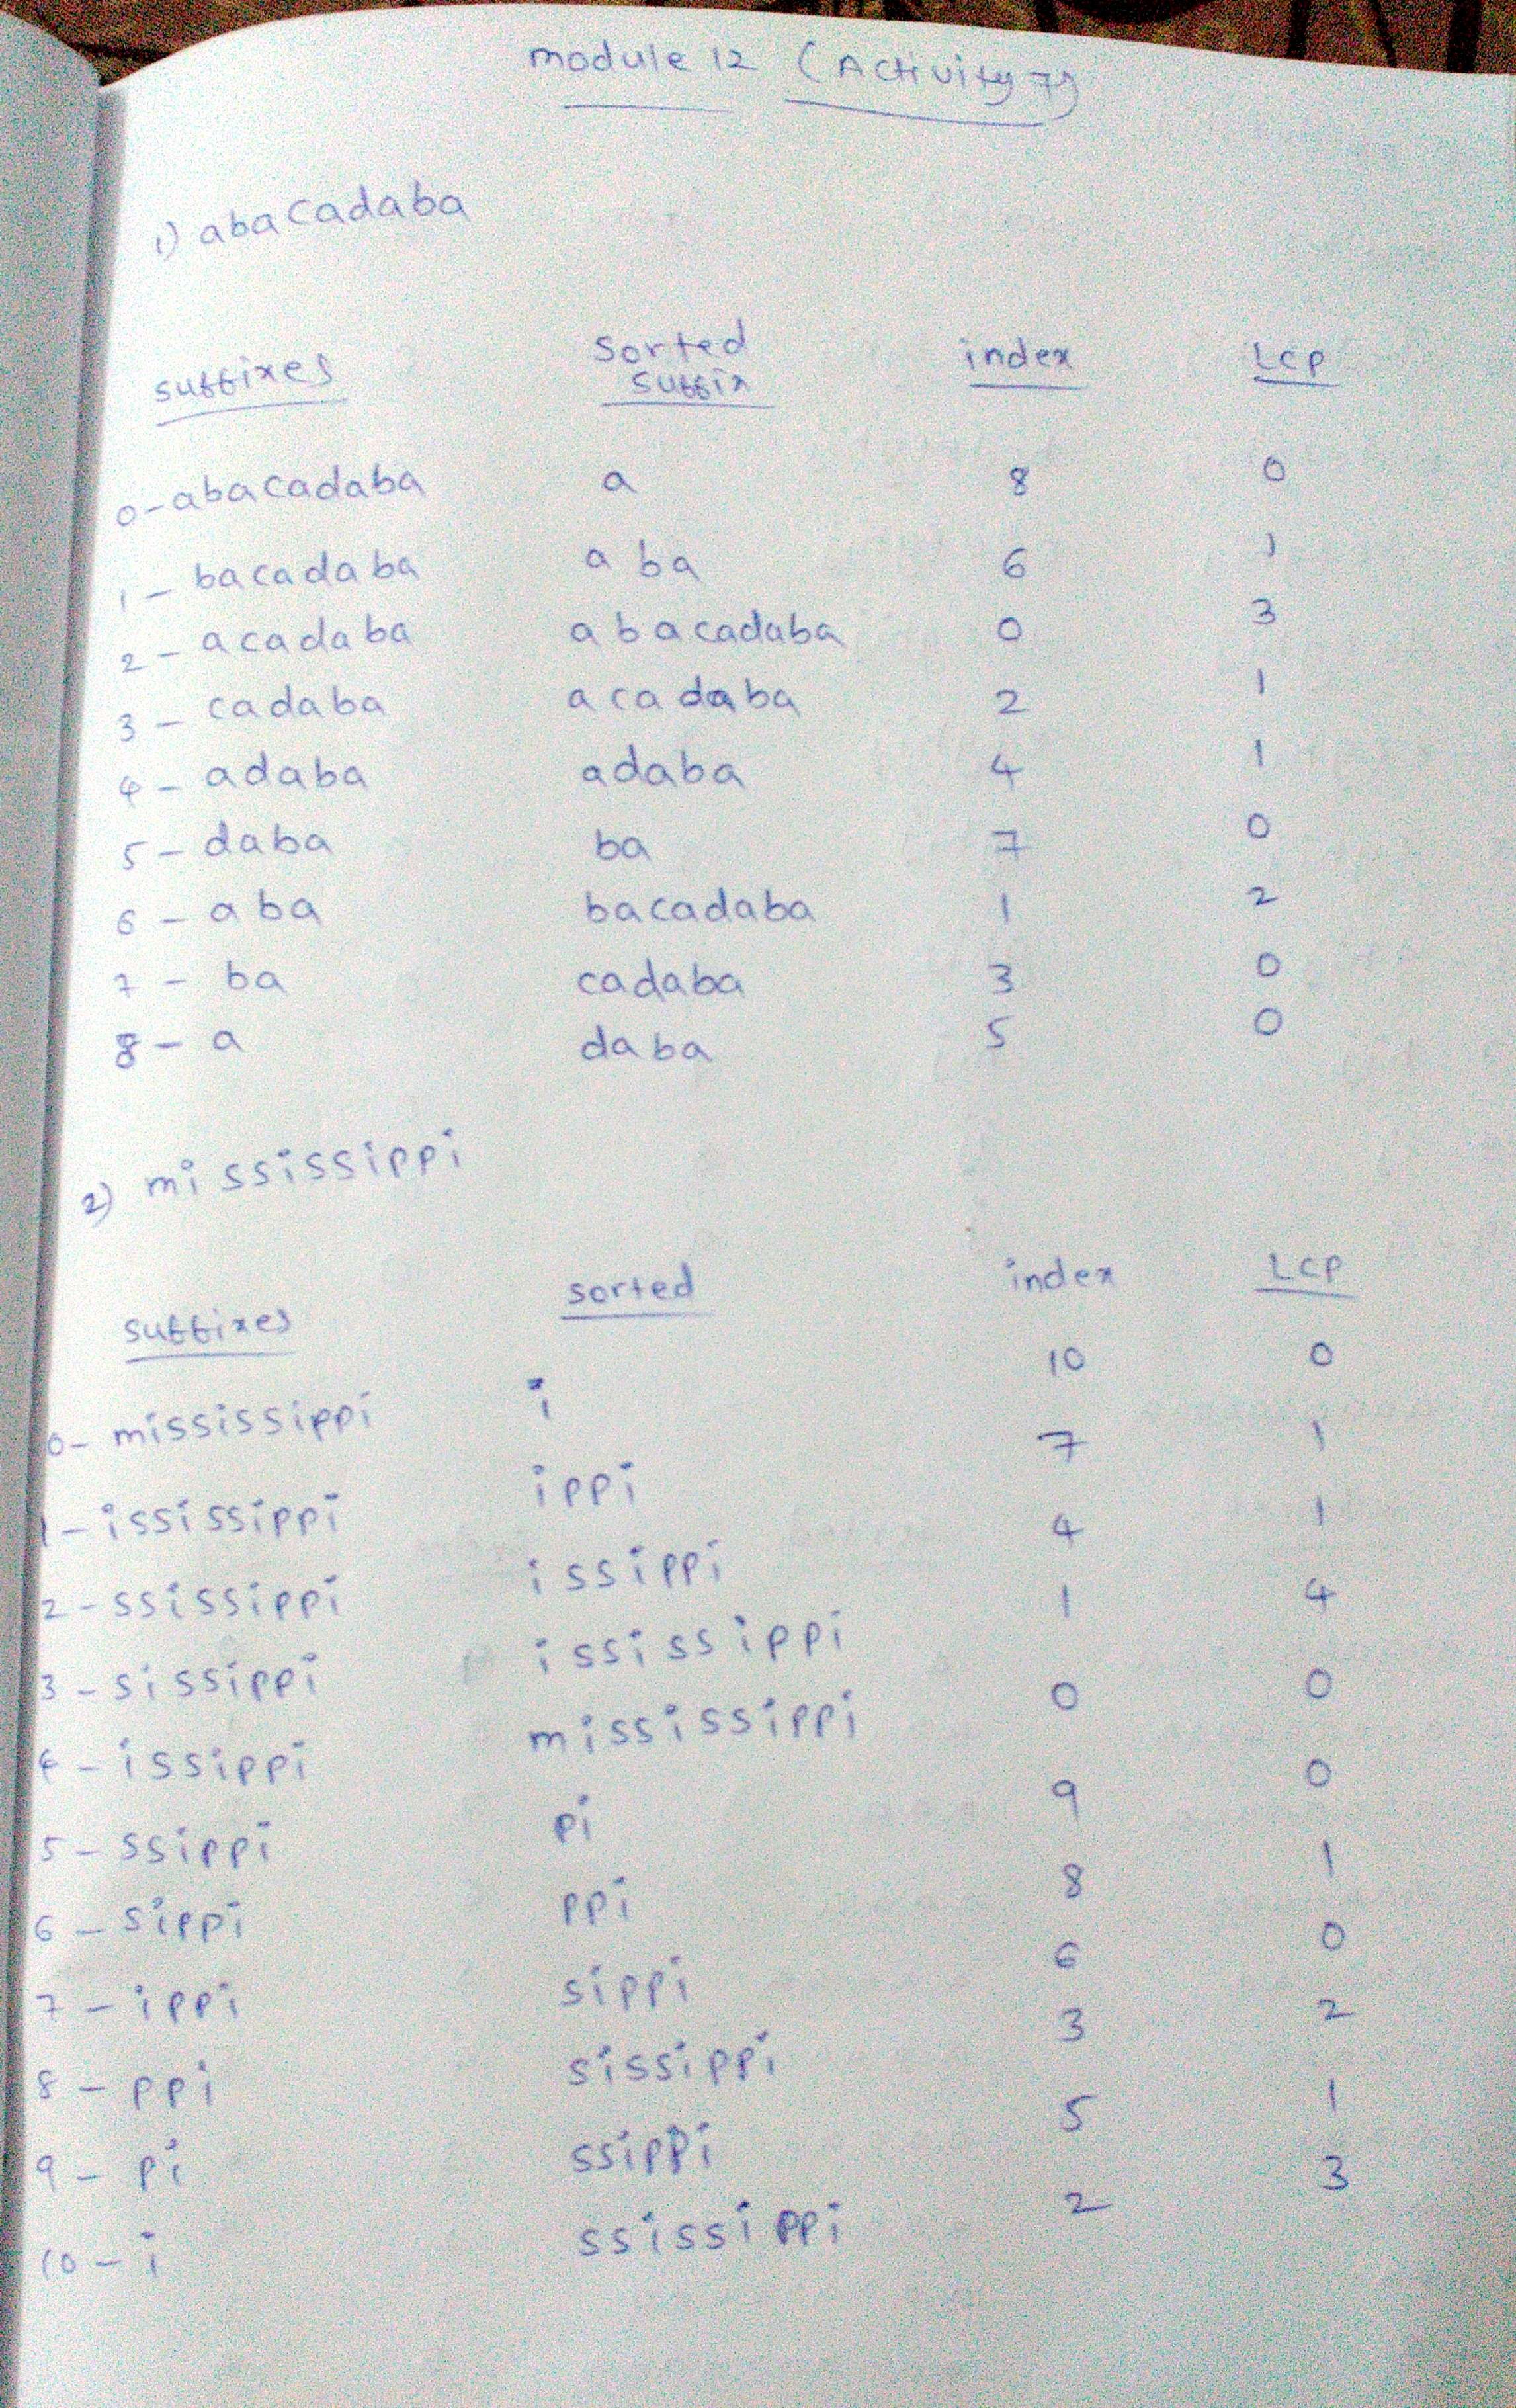 module 12 (Activity 7)
1) abacadaba
suffixes sorted suffix index LCP
0-abacadaba a 8 0
1-bacadaba aba 6 1
2-acadaba abacadaba 0 3
3-cadaba acadaba 2 1
4-adaba adaba 4 1
5-daba ba 7 0
6-aba bacadaba 1 2
7-ba cadaba 3 0
8-a daba 5 0
2) mississippi
suffixes sorted index LCP
0-mississippi i 10 0
1-ississippi ippi 7 1
2-ssissippi issippi 4 1
3-sissippi ississippi 1 4
4-issippi mississippi 0 0
5-ssippi pi 9 0
6-sippi ppi 8 1
7-ippi sippi 6 0
8-ppi sissippi 3 2
9-pi ssippi 5 1
10-i ssissippi 2 3